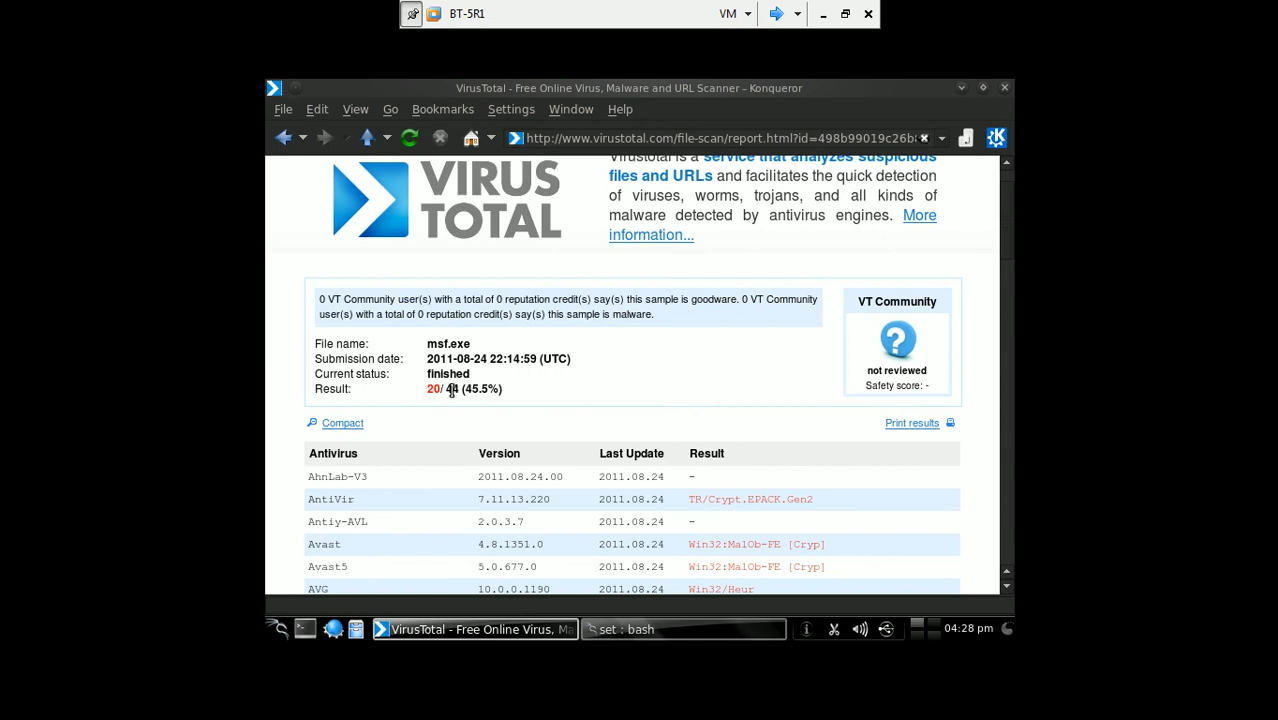 BT-5R1
VM
VirusTotal - Free Online Virus, Malware and URL Scanner – Konqueror
File Edit View Go Bookmarks Settings Window Help
http://www.virustotal.com/file-scan/report.html?id=498b99019c26b
VIRUS
TOTAL
Virustotal is a service that analyzes suspicious
files and URLs and facilitates the quick detection
of viruses, worms, trojans, and all kinds of
malware detected by antivirus engines. More
information...
0 VT Community user(s) with a total of 0 reputation credit(s) say(s) this sample is goodware. 0 VT Community
user(s) with a total of 0 reputation credit(s) say(s) this sample is malware.
VT Community
not reviewed
Safety score: -
File name: msf.exe
Submission date: 2011-08-24 22:14:59 (UTC)
Current status: finished
Result: 20/ 44 (45.5%)
Compact Print results
Antivirus Version Last Update Result
AhnLab-V3 2011.08.24.00 2011.08.24 -
AntiVir 7.11.13.220 2011.08.24 TR/Crypt.EPACK.Gen2
Antiy-AVL 2.0.3.7 2011.08.24 -
Avast 4.8.1351.0 2011.08.24 Win32:MalOb-FE [Cryp]
Avast5 5.0.677.0 2011.08.24 Win32:MalOb-FE [Cryp]
AVG 10.0.0.1190 2011.08.24 Win32/Heur
VirusTotal - Free Online Virus, Ma set : bash 04:28 pm